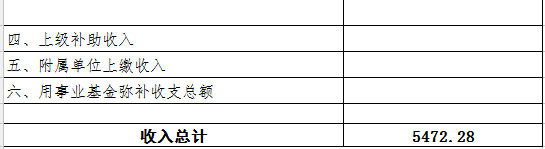 四、上级补助收入
五、附属单位上缴收入
六、用事业基金弥补收支总额
收入总计 5472.28